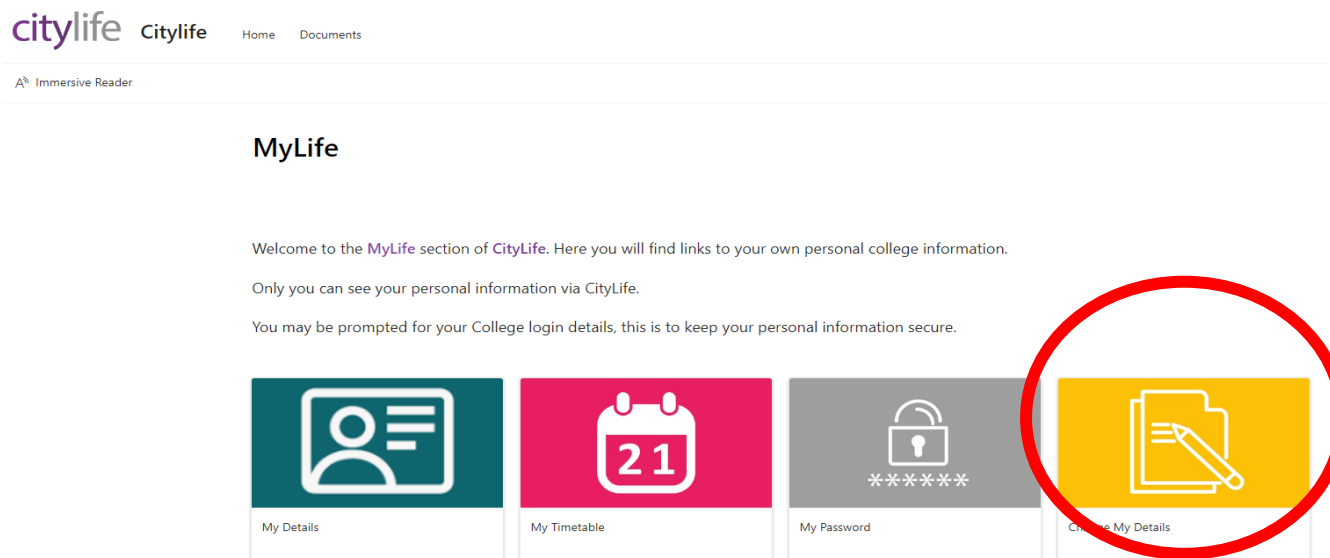 citylife Citylife Home Documents
Immersive Reader
MyLife
Welcome to the MyLife section of CityLife. Here you will find links to your own personal college information.
Only you can see your personal information via CityLife.
You may be prompted for your College login details, this is to keep your personal information secure.
21
******
My Details My Timetable My Password Change My Details